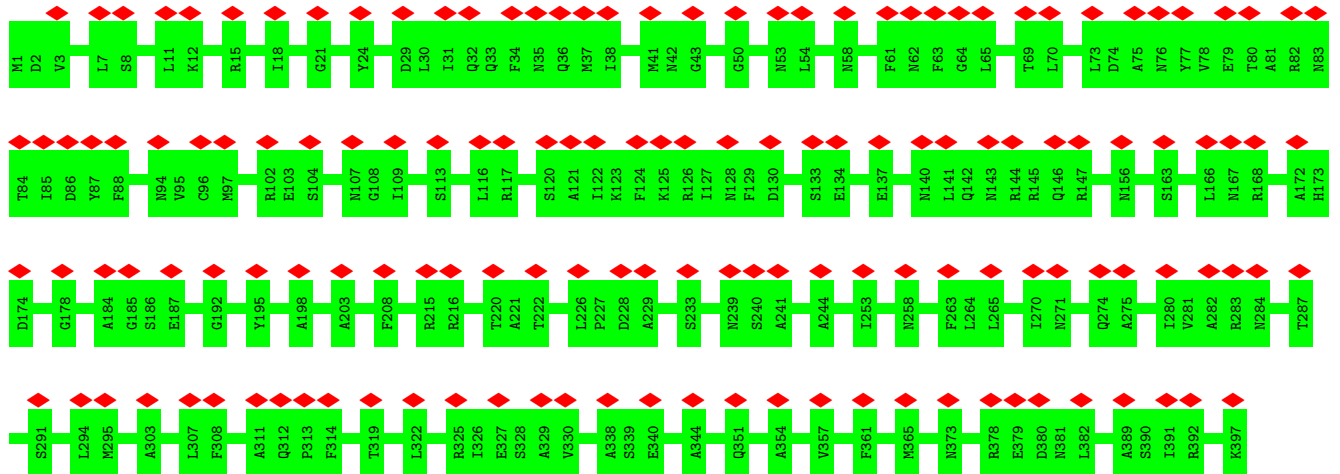 M1 D2 V3 L7 S8 L11 K12 R15 I18 G21 Y24 D29 L30 I31 Q32 Q33 F34 N35 Q36 M37 I38 M41 N42 G43 G50 N53 L54 N58 F61 N62 F63 G64 L65 T69 L70 L73 D74 A75 N76 Y77 V78 E79 T80 A81 R82 N83
T84 I85 D86 Y87 F88 N94 V95 C96 M97 R102 E103 S104 N107 G108 I109 S113 L116 R117 S120 A121 I122 K123 F124 K125 R126 I127 N128 F129 D130 S133 E134 E137 N140 L141 Q142 N143 R144 R145 Q146 R147 N156 S163 L166 N167 R168 A172 H173
D174 G178 A184 G185 S186 E187 G192 Y195 A198 A203 F208 R215 R216 T220 A221 T222 L226 P227 D228 A229 S233 N239 S240 A241 A244 I253 N258 F263 L264 L265 I270 N271 Q274 A275 I280 V281 A282 R283 N284 T287
S291 L294 M295 A303 L307 F308 A311 Q312 P313 F314 T319 L322 R325 I326 E327 S328 A329 V330 A338 S339 E340 A344 Q351 A354 V357 F361 M365 N373 R378 E379 D380 N381 L382 A389 S390 I391 R392 K397